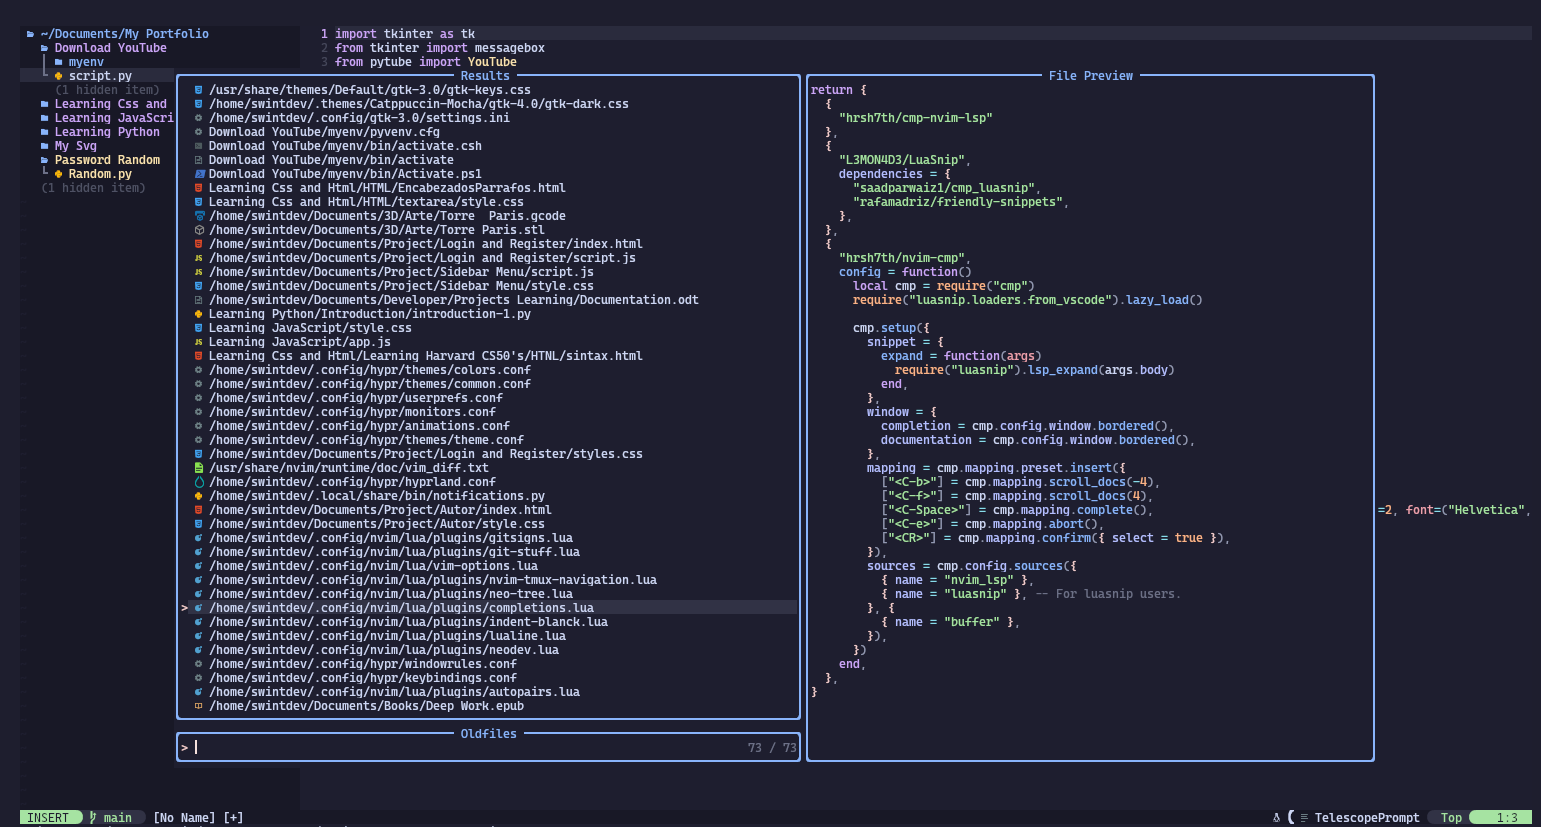 ~/Documents/My Portfolio
Download YouTube
myenv
script.py
(1 hidden item)
Learning Css and
Learning JavaScri
Learning Python
My Svg
Password Random
Random.py
(1 hidden item)
1 import tkinter as tk
2 from tkinter import messagebox
3 from pytube import YouTube
Results
/usr/share/themes/Default/gtk-3.0/gtk-keys.css
/home/swintdev/.themes/Catppuccin-Mocha/gtk-4.0/gtk-dark.css
/home/swintdev/.config/gtk-3.0/settings.ini
Download YouTube/myenv/pyvenv.cfg
Download YouTube/myenv/bin/activate.csh
Download YouTube/myenv/bin/activate
Download YouTube/myenv/bin/Activate.ps1
Learning Css and Html/HTML/EncabezadosParrafos.html
Learning Css and Html/HTML/textarea/style.css
/home/swintdev/Documents/3D/Arte/Torre  Paris.gcode
/home/swintdev/Documents/3D/Arte/Torre Paris.stl
/home/swintdev/Documents/Project/Login and Register/index.html
/home/swintdev/Documents/Project/Login and Register/script.js
/home/swintdev/Documents/Project/Sidebar Menu/script.js
/home/swintdev/Documents/Project/Sidebar Menu/style.css
/home/swintdev/Documents/Developer/Projects Learning/Documentation.odt
Learning Python/Introduction/introduction-1.py
Learning JavaScript/style.css
Learning JavaScript/app.js
Learning Css and Html/Learning Harvard CS50's/HTNL/sintax.html
/home/swintdev/.config/hypr/themes/colors.conf
/home/swintdev/.config/hypr/themes/common.conf
/home/swintdev/.config/hypr/userprefs.conf
/home/swintdev/.config/hypr/monitors.conf
/home/swintdev/.config/hypr/animations.conf
/home/swintdev/.config/hypr/themes/theme.conf
/home/swintdev/Documents/Project/Login and Register/styles.css
/usr/share/nvim/runtime/doc/vim_diff.txt
/home/swintdev/.config/hypr/hyprland.conf
/home/swintdev/.local/share/bin/notifications.py
/home/swintdev/Documents/Project/Autor/index.html
/home/swintdev/Documents/Project/Autor/style.css
/home/swintdev/.config/nvim/lua/plugins/gitsigns.lua
/home/swintdev/.config/nvim/lua/plugins/git-stuff.lua
/home/swintdev/.config/nvim/lua/vim-options.lua
/home/swintdev/.config/nvim/lua/plugins/nvim-tmux-navigation.lua
/home/swintdev/.config/nvim/lua/plugins/neo-tree.lua
> /home/swintdev/.config/nvim/lua/plugins/completions.lua
/home/swintdev/.config/nvim/lua/plugins/indent-blanck.lua
/home/swintdev/.config/nvim/lua/plugins/lualine.lua
/home/swintdev/.config/nvim/lua/plugins/neodev.lua
/home/swintdev/.config/hypr/windowrules.conf
/home/swintdev/.config/hypr/keybindings.conf
/home/swintdev/.config/nvim/lua/plugins/autopairs.lua
/home/swintdev/Documents/Books/Deep Work.epub
Oldfiles
> 73 / 73
File Preview
return {
  {
    "hrsh7th/cmp-nvim-lsp"
  },
  {
    "L3MON4D3/LuaSnip",
    dependencies = {
      "saadparwaiz1/cmp_luasnip",
      "rafamadriz/friendly-snippets",
    },
  },
  {
    "hrsh7th/nvim-cmp",
    config = function()
      local cmp = require("cmp")
      require("luasnip.loaders.from_vscode").lazy_load()
      cmp.setup({
        snippet = {
          expand = function(args)
            require("luasnip").lsp_expand(args.body)
          end,
        },
        window = {
          completion = cmp.config.window.bordered(),
          documentation = cmp.config.window.bordered(),
        },
        mapping = cmp.mapping.preset.insert({
          ["<C-b>"] = cmp.mapping.scroll_docs(-4),
          ["<C-f>"] = cmp.mapping.scroll_docs(4),
          ["<C-Space>"] = cmp.mapping.complete(),
          ["<C-e>"] = cmp.mapping.abort(),
          ["<CR>"] = cmp.mapping.confirm({ select = true }),
        }),
        sources = cmp.config.sources({
          { name = "nvim_lsp" },
          { name = "luasnip" }, -- For luasnip users.
        }, {
          { name = "buffer" },
        }),
      })
    end,
  },
}
=2, font=("Helvetica",
INSERT main [No Name] [+]
TelescopePrompt Top 1:3